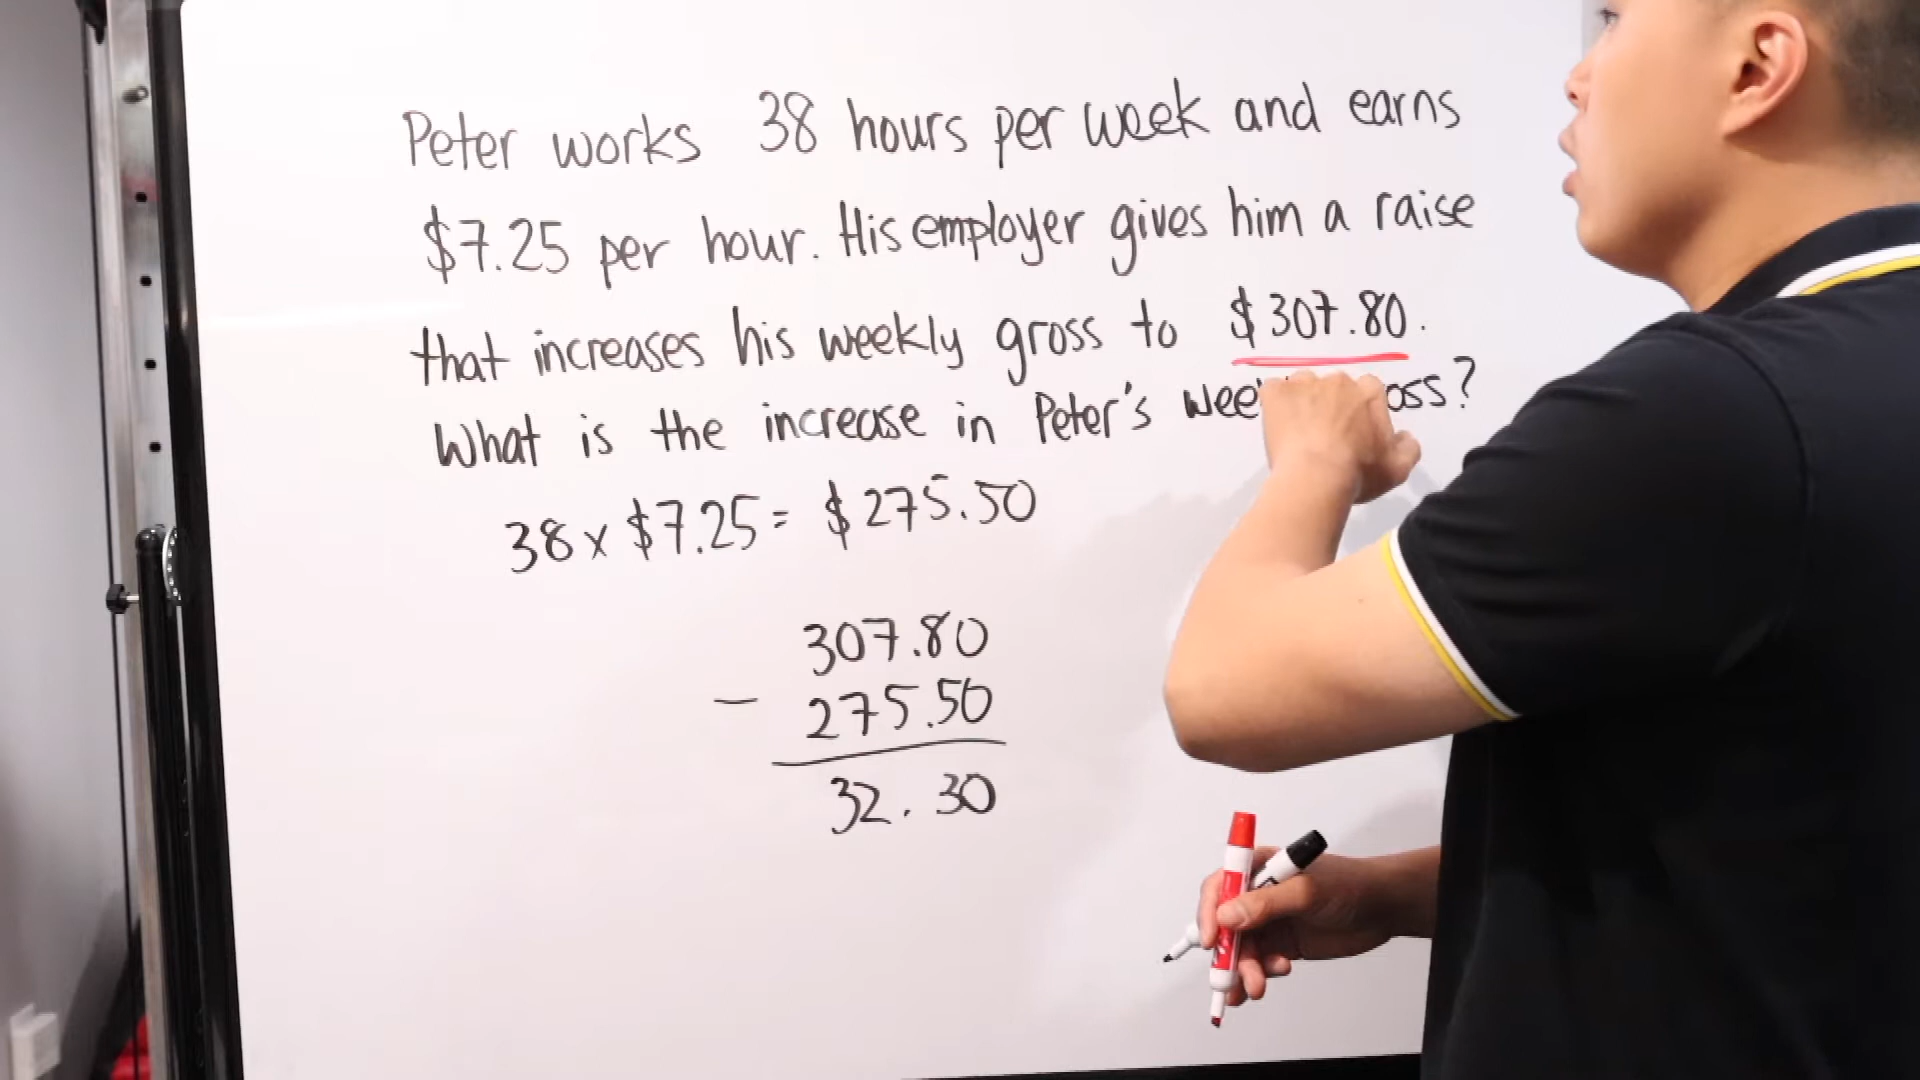 Peter works 38 hours per week and earns
$7.25 per hour. His employer gives him a raise
that increases his weekly gross to $307.80.
What is the increase in Peter's ?
38 x $7.25 = $275.50
307.80
- 275.50
32.30